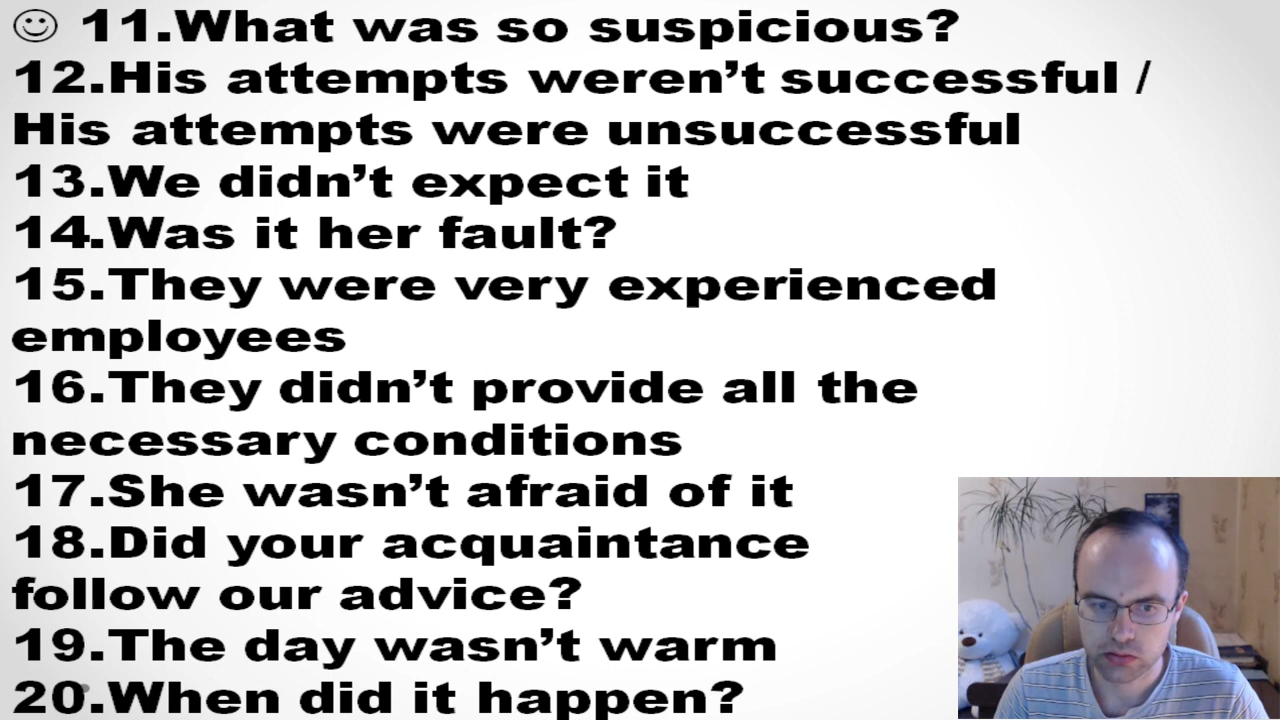 ☺ 11.What was so suspicious?
12.His attempts weren’t successful /
His attempts were unsuccessful
13.We didn’t expect it
14.Was it her fault?
15.They were very experienced
employees
16.They didn’t provide all the
necessary conditions
17.She wasn’t afraid of it
18.Did your acquaintance
follow our advice?
19.The day wasn’t warm
20.When did it happen?